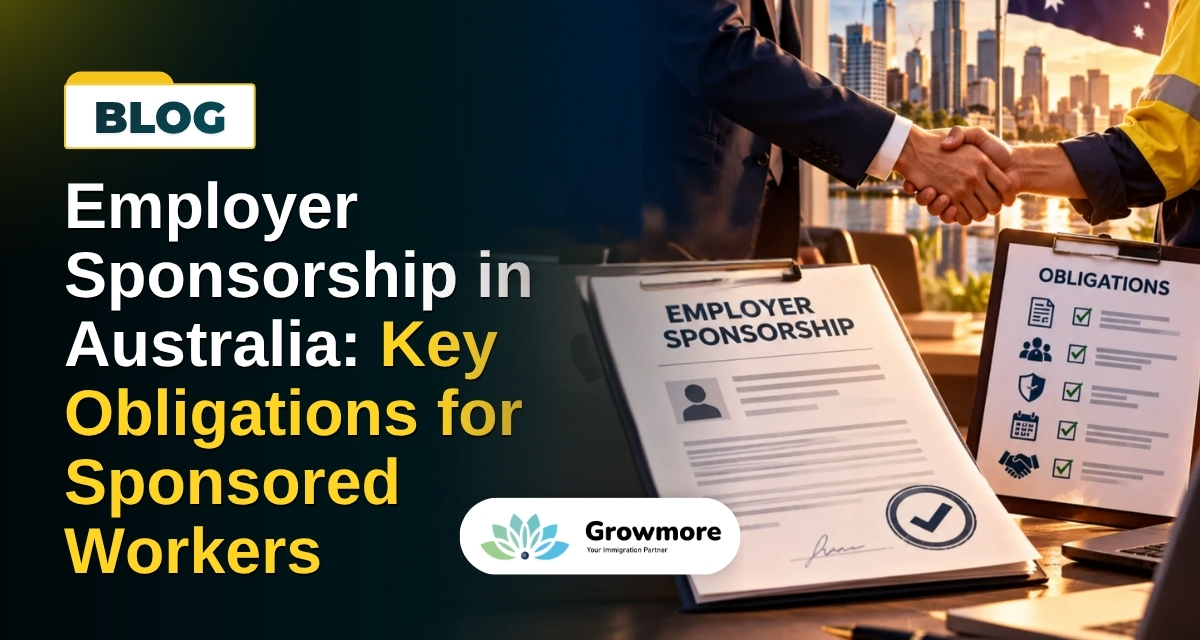 BLOG
Employer
Sponsorship in
Australia: Key
Obligations for
Sponsored
Workers
Growmore
Your Immigration Partner
EMPLOYER
SPONSORSHIP
OBLIGATIONS